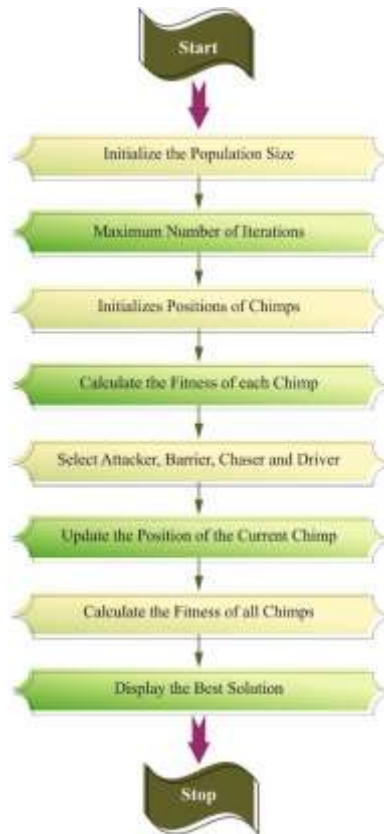 Start
Initialize the Population Size
Maximum Number of Iterations
Initializes Positions of Chimps
Calculate the Fitness of each Chimp
Select Attacker, Barrier, Chaser and Driver
Update the Position of the Current Chimp
Calculate the Fitness of all Chimps
Display the Best Solution
Stop